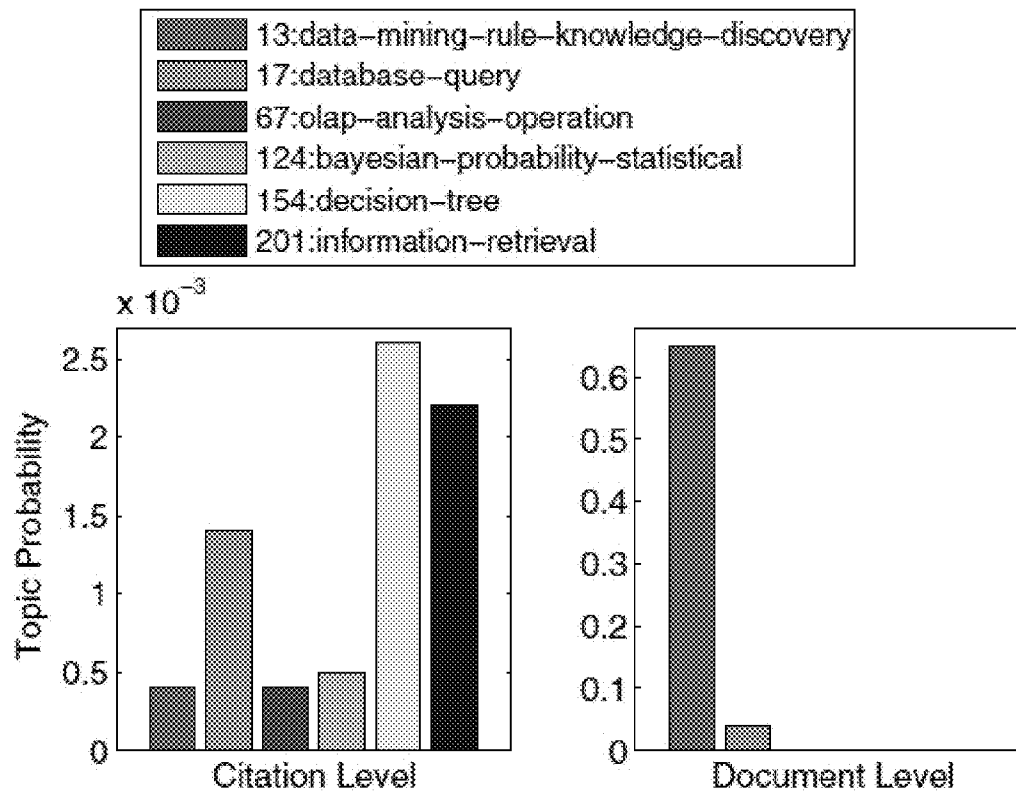 13:data-mining-rule-knowledge-discovery
17:database-query
67:olap-analysis-operation
124:bayesian-probability-statistical
154:decision-tree
201:information-retrieval
x 10^-3
2.5
2
1.5
1
0.5
0
Topic Probability
Citation Level
0.6
0.5
0.4
0.3
0.2
0.1
0
Document Level